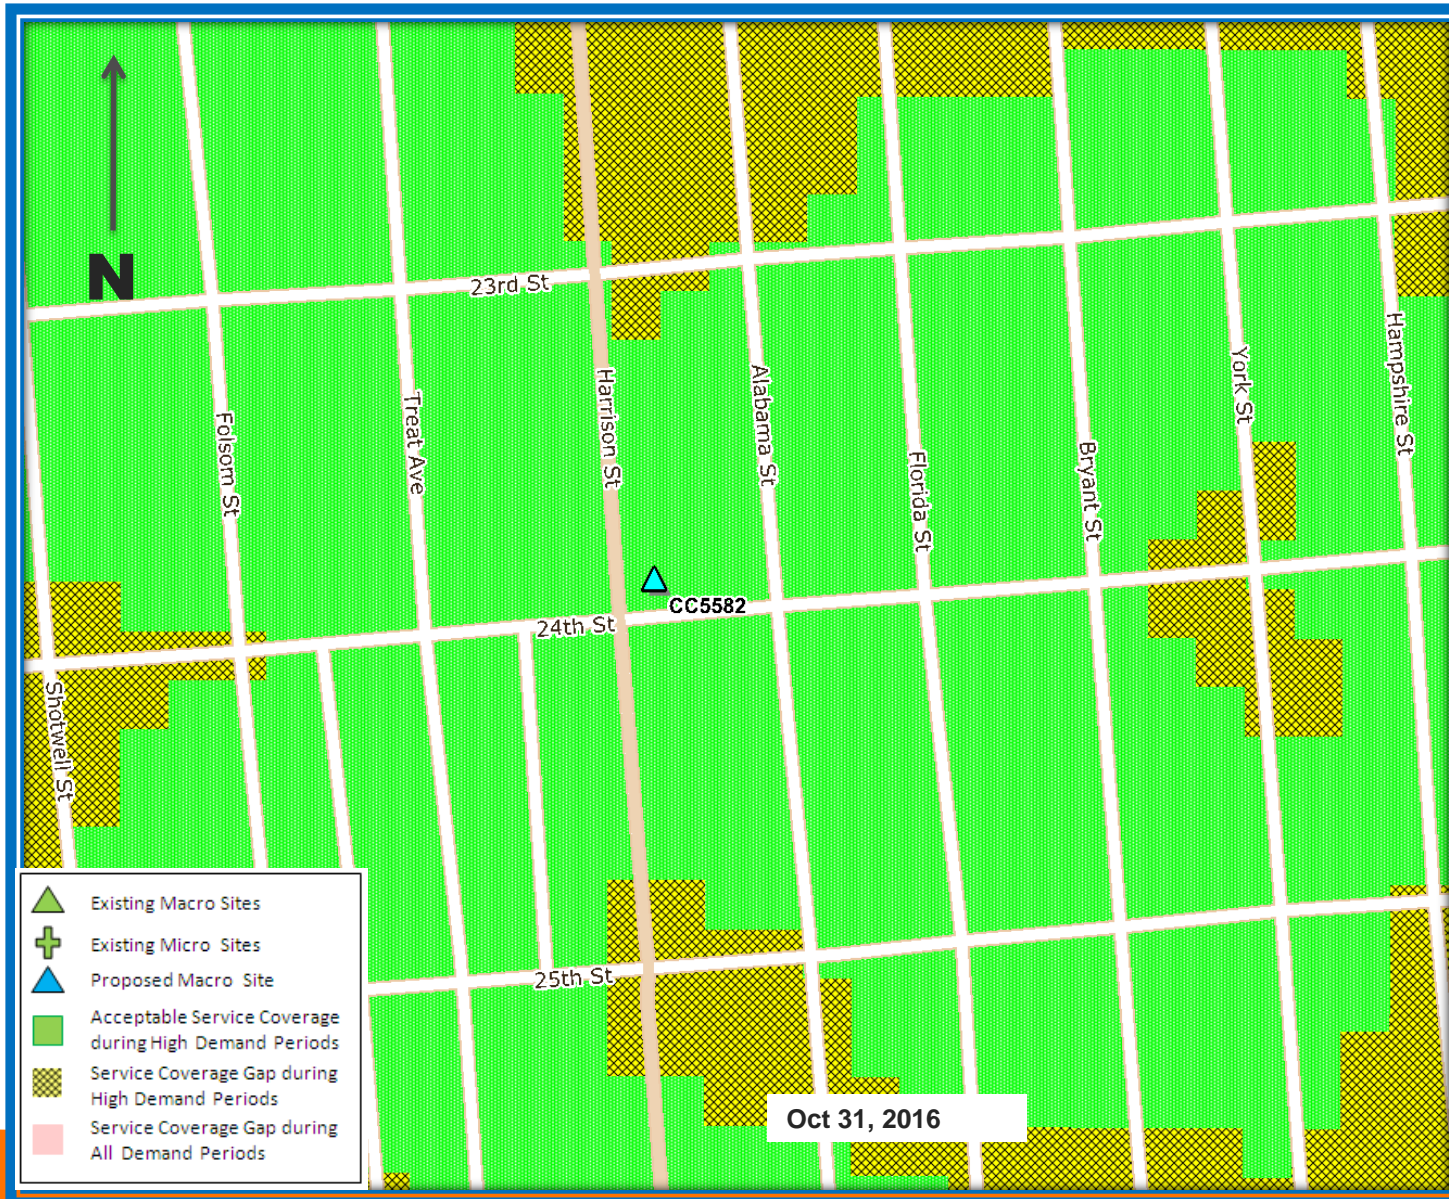 N
23rd St
Folsom St
Treat Ave
Harrison St
Alabama St
Florida St
Bryant St
York St
Hampshire St
CC5582
24th St
Shotwell St
25th St
Existing Macro Sites
Existing Micro Sites
Proposed Macro Site
Acceptable Service Coverage
during High Demand Periods
Service Coverage Gap during
High Demand Periods
Service Coverage Gap during
All Demand Periods
Oct 31, 2016